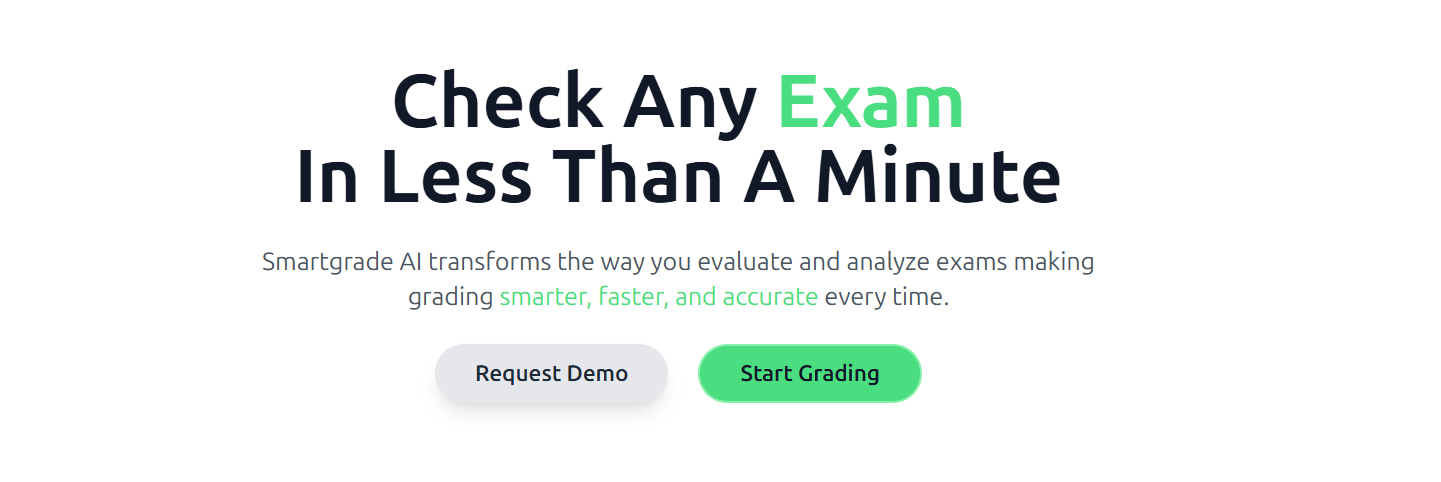 Check Any Exam
In Less Than A Minute
Smartgrade AI transforms the way you evaluate and analyze exams making
grading smarter, faster, and accurate every time.
Request Demo
Start Grading